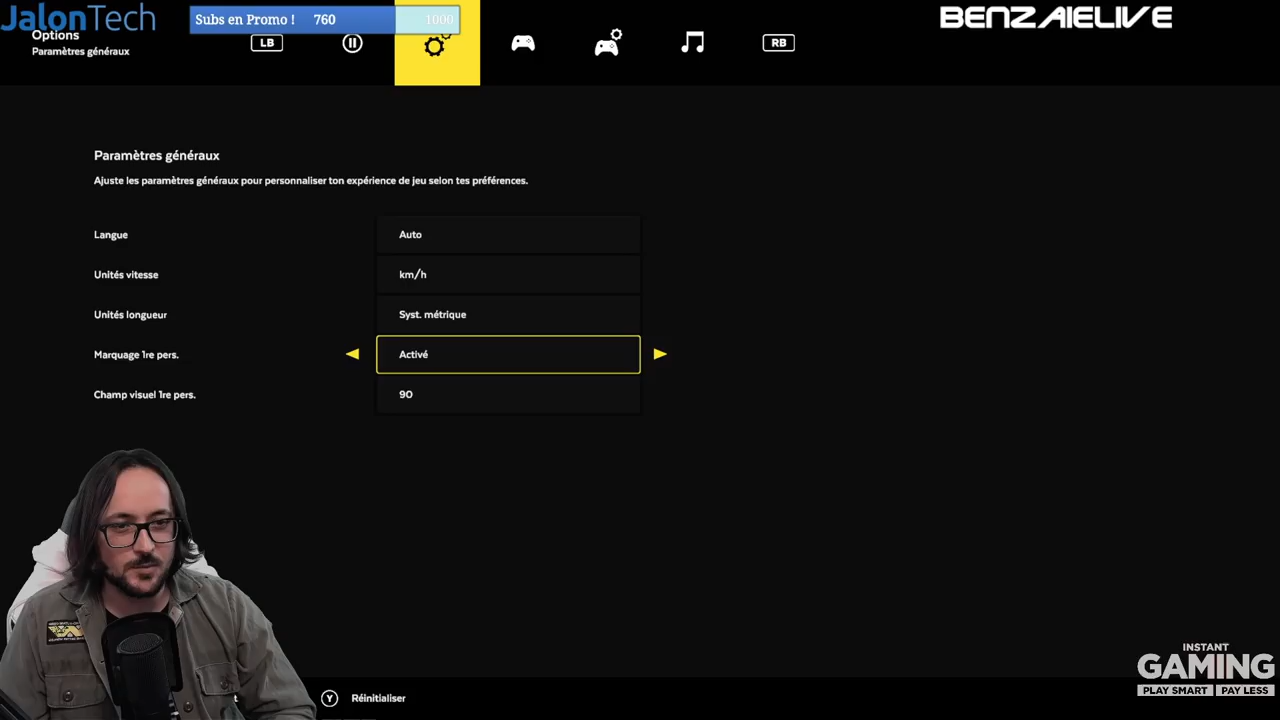 JalonTech
Subs en Promo ! 760 1000
BENZAIELIVE
Options
Paramètres généraux
LB
RB
Paramètres généraux
Ajuste les paramètres généraux pour personnaliser ton expérience de jeu selon tes préférences.
Langue Auto
Unités vitesse km/h
Unités longueur Syst. métrique
Marquage 1re pers. Activé
Champ visuel 1re pers. 90
INSTANT
GAMING
PLAY SMART PAY LESS
Y Réinitialiser